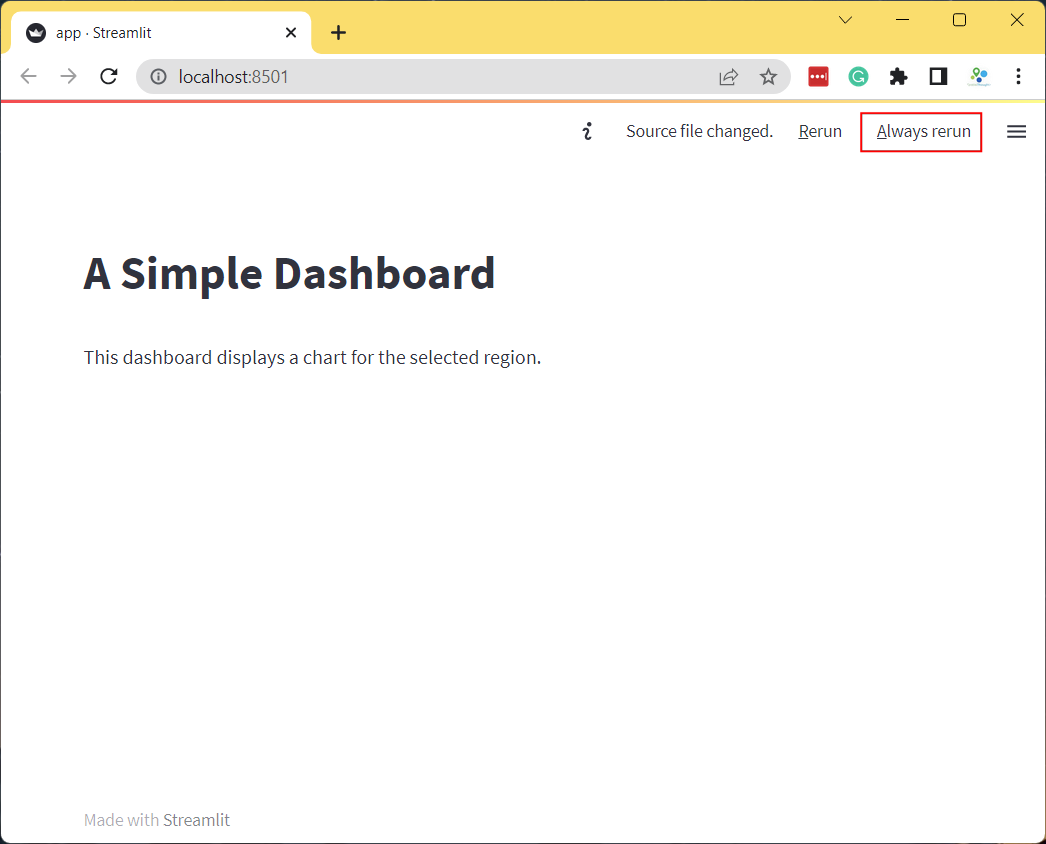 app · Streamlit
localhost:8501
Source file changed. Rerun Always rerun
A Simple Dashboard
This dashboard displays a chart for the selected region.
Made with Streamlit